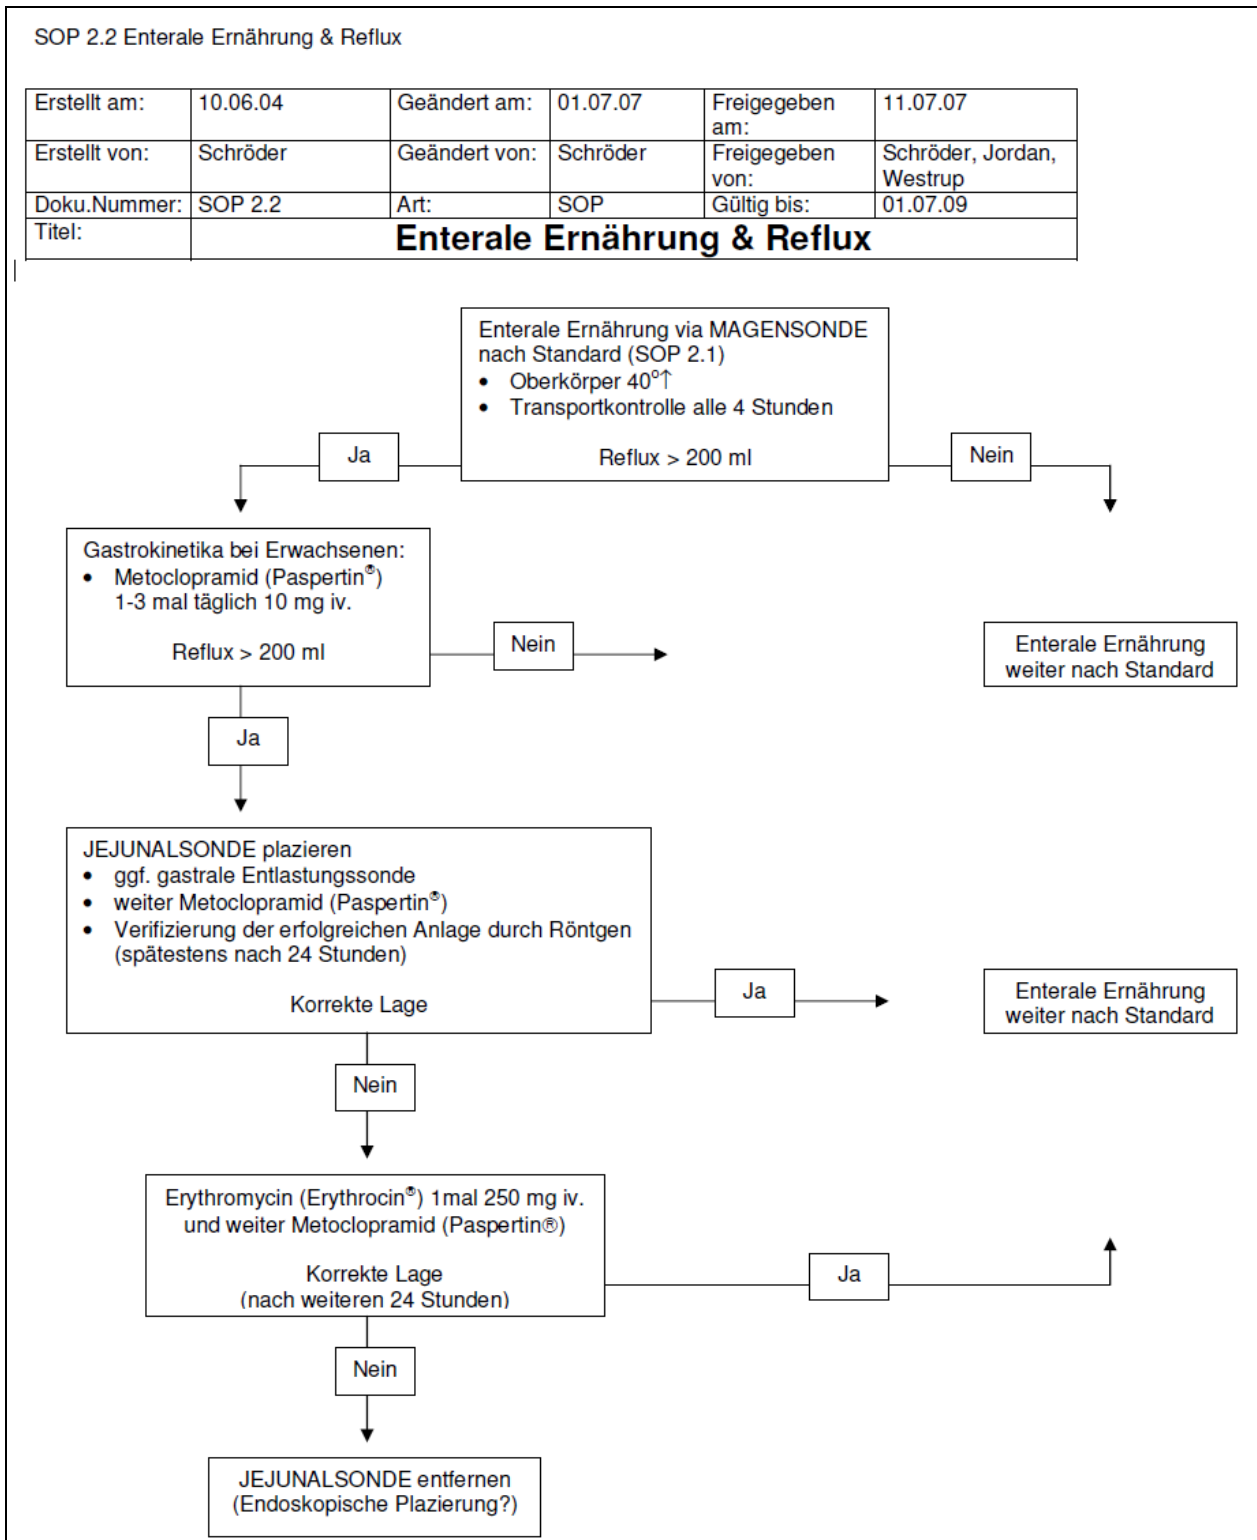 SOP 2.2 Enterale Ernährung & Reflux
Erstellt am: 10.06.04 Geändert am: 01.07.07 Freigegeben am: 11.07.07
Erstellt von: Schröder Geändert von: Schröder Freigegeben von: Schröder, Jordan, Westrup
Doku.Nummer: SOP 2.2 Art: SOP Gültig bis: 01.07.09
Titel: Enterale Ernährung & Reflux
Enterale Ernährung via MAGENSONDE
nach Standard (SOP 2.1)
• Oberkörper 40°↑
• Transportkontrolle alle 4 Stunden
Reflux > 200 ml
Ja
Nein
Gastrokinetika bei Erwachsenen:
• Metoclopramid (Paspertin®)
1-3 mal täglich 10 mg iv.
Reflux > 200 ml
Nein
Enterale Ernährung
weiter nach Standard
Ja
JEJUNALSONDE plazieren
• ggf. gastrale Entlastungssonde
• weiter Metoclopramid (Paspertin®)
• Verifizierung der erfolgreichen Anlage durch Röntgen
(spätestens nach 24 Stunden)
Korrekte Lage
Ja
Enterale Ernährung
weiter nach Standard
Nein
Erythromycin (Erythrocin®) 1mal 250 mg iv.
und weiter Metoclopramid (Paspertin®)
Korrekte Lage
(nach weiteren 24 Stunden)
Ja
Nein
JEJUNALSONDE entfernen
(Endoskopische Plazierung?)